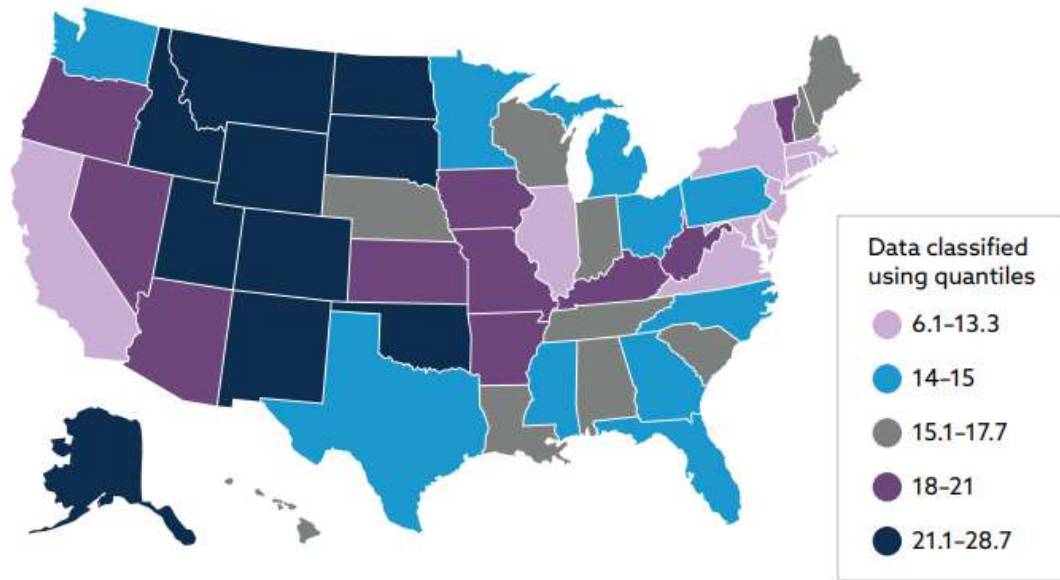 Data classified
using quantiles
6.1–13.3
14–15
15.1–17.7
18–21
21.1–28.7